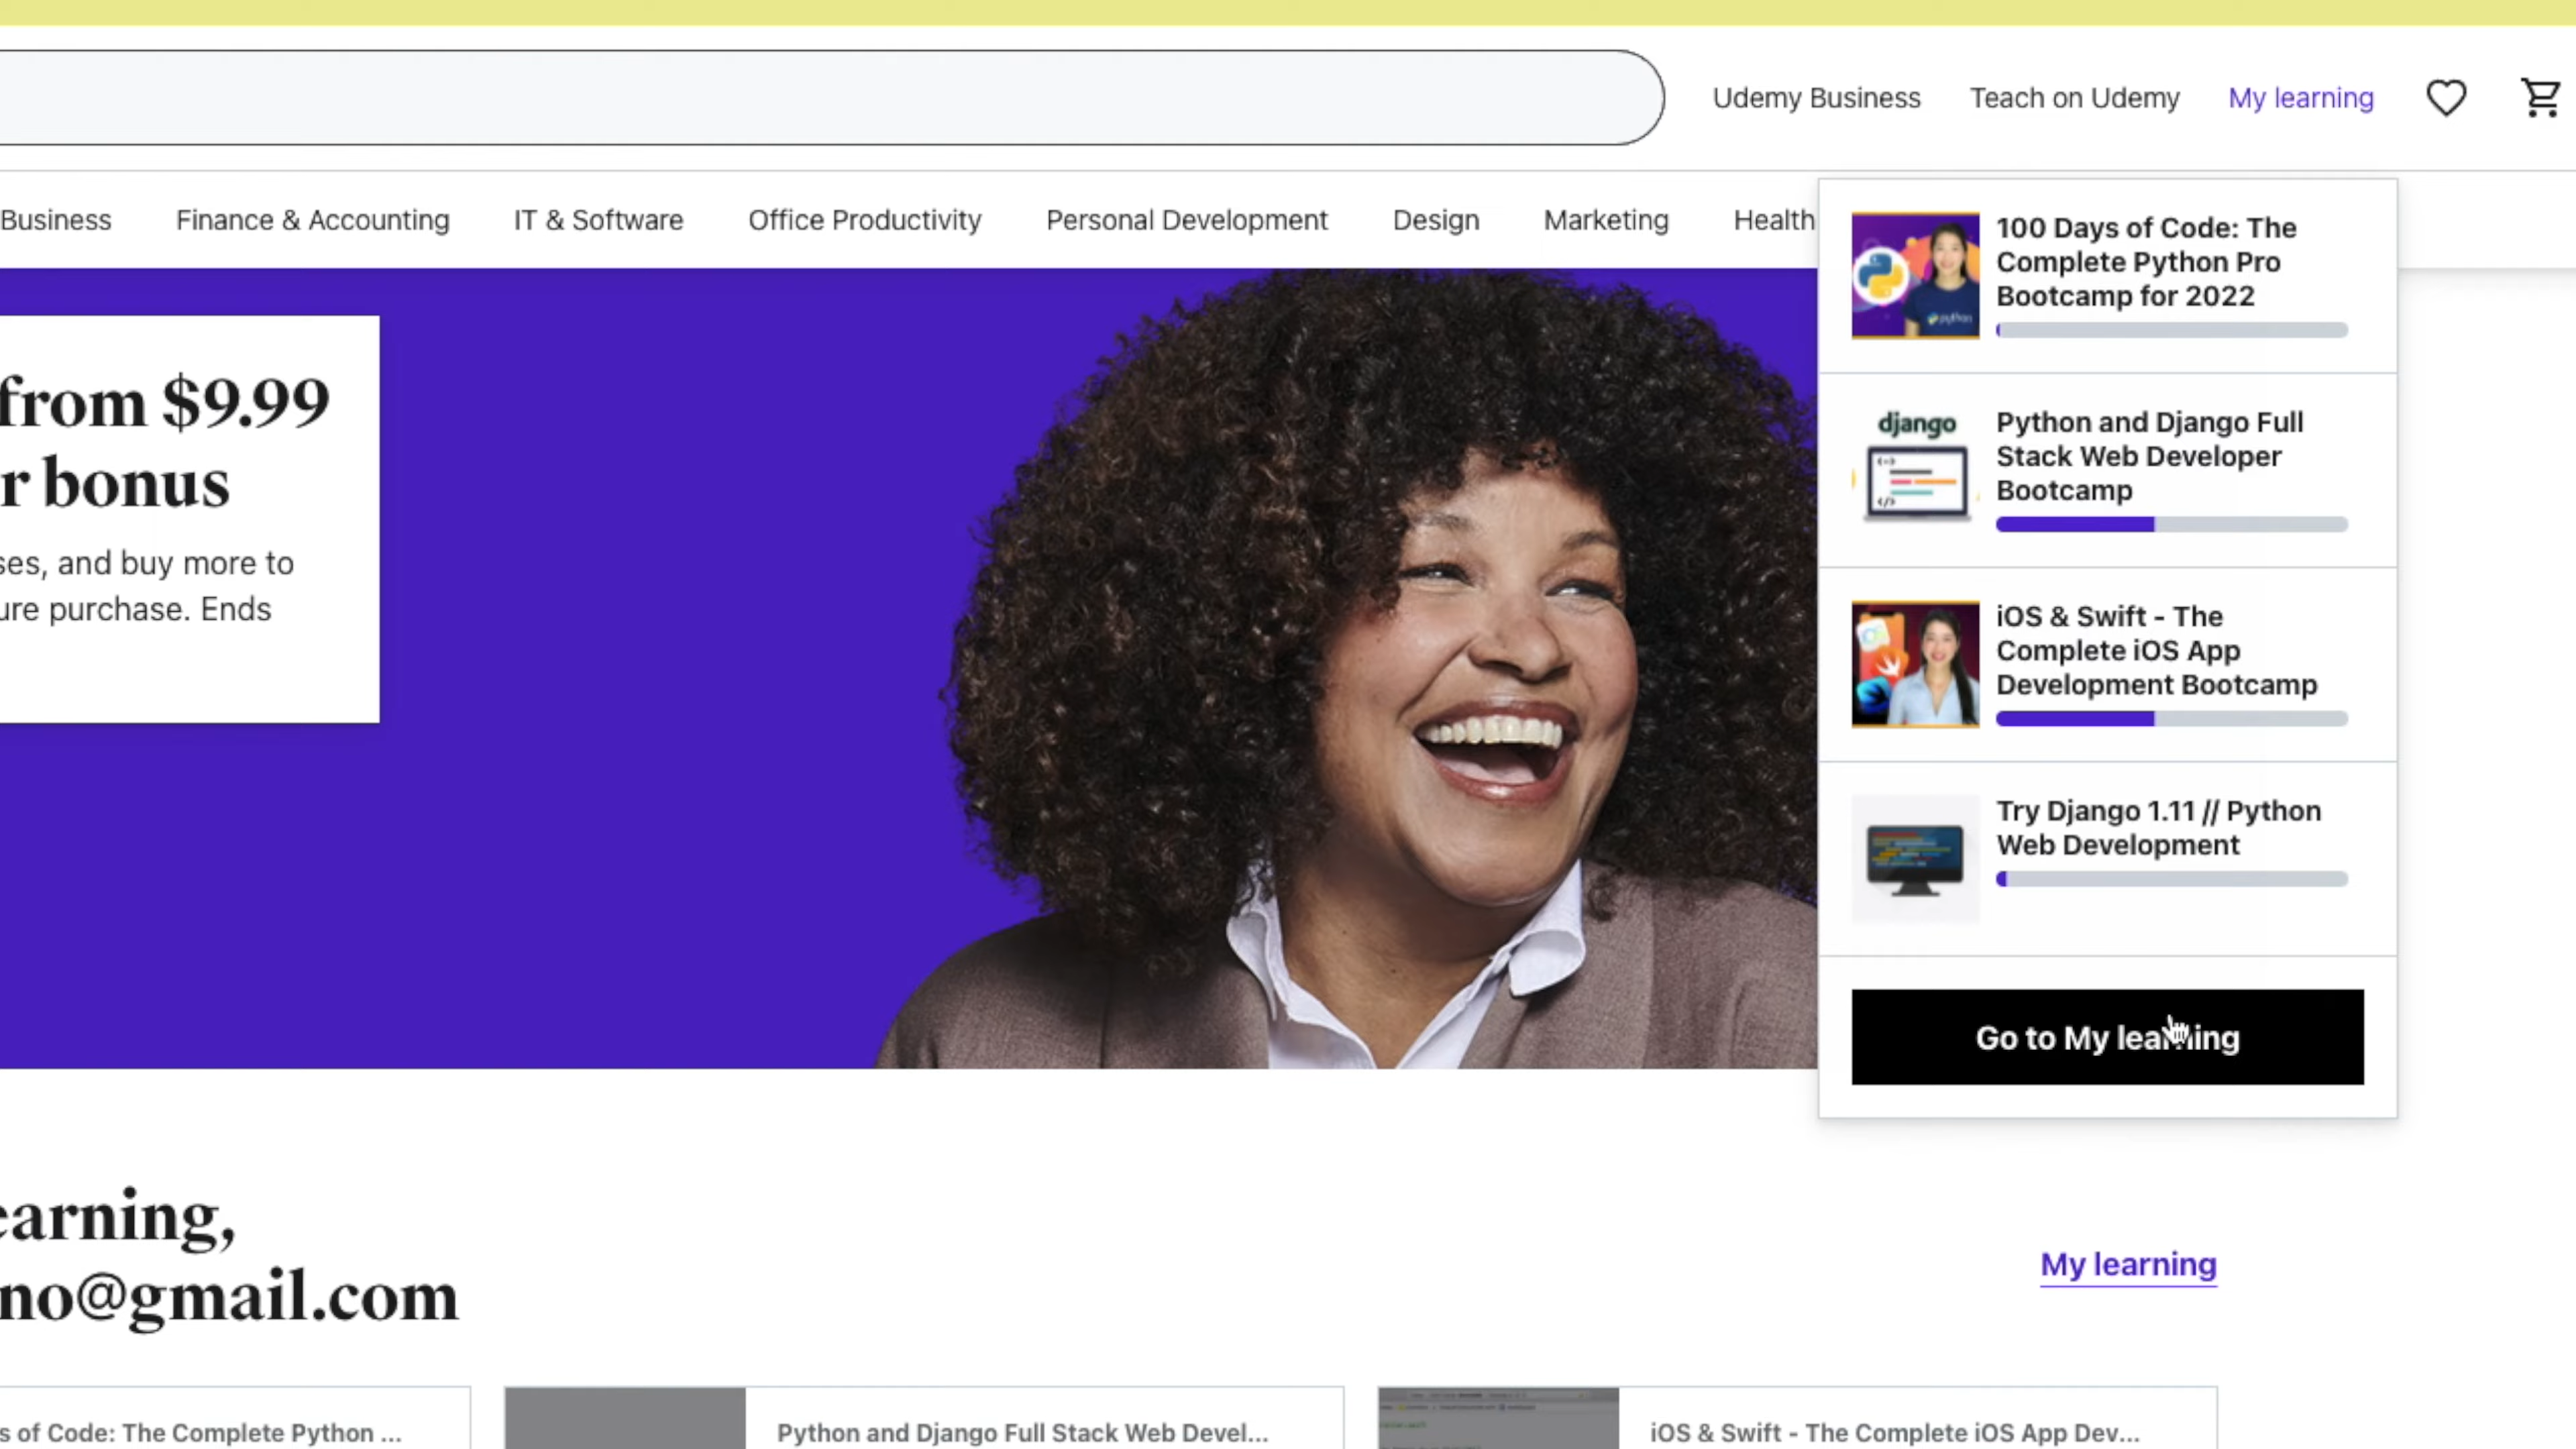 Udemy Business Teach on Udemy My learning
Business Finance & Accounting IT & Software Office Productivity Personal Development Design Marketing Health
from $9.99
r bonus
ses, and buy more to
ure purchase. Ends
100 Days of Code: The
Complete Python Pro
Bootcamp for 2022
python
django
Python and Django Full
Stack Web Developer
Bootcamp
iOS & Swift - The
Complete iOS App
Development Bootcamp
Try Django 1.11 // Python
Web Development
Go to My learning
earning,
no@gmail.com
My learning
s of Code: The Complete Python ...
Python and Django Full Stack Web Devel...
iOS & Swift - The Complete iOS App Dev...